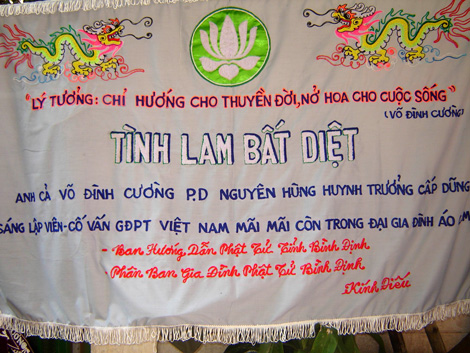 "LÝ TƯỞNG: CHỈ HƯƠNG CHO THUYỀN ĐỜI, NỞ HOA CHO CUỘC SỐNG"
(VÕ ĐÌNH CƯỜNG)
TÌNH LAM BẤT DIỆT
ANH CẢ VÕ ĐÌNH CƯƠNG P.D NGUYÊN HÙNG HUYNH TRƯỞNG CẤP DŨNG
SÁNG LẬP VIÊN-CỐ VẤN GĐPT VIỆT NAM MÃI MÃI CÒN TRONG ĐẠI GIA ĐÌNH ÁO
- Ban Hướng Dẫn Phật Tử Tỉnh Bình Định
- Phân Ban Gia Đình Phật Tử Bình Định
Kính Điếu